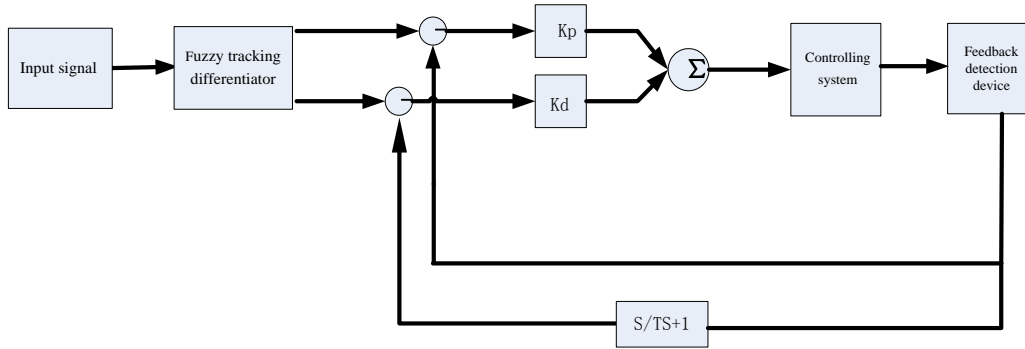 Input signal
Fuzzy tracking
differentiator
Kp
Kd
Σ
Controlling
system
Feedback
detection
device
S/TS+1